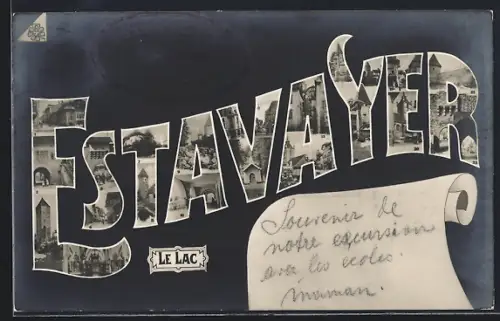 ESTAVAYER
LE LAC
Souvenir de
notre excursion
avec les écoles.
maman.